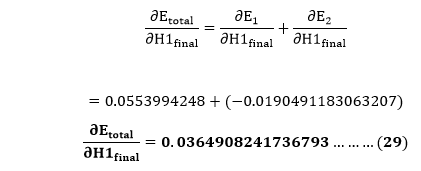 ∂E_total/∂H1_final = ∂E_1/∂H1_final + ∂E_2/∂H1_final
= 0.0553994248 + (−0.0190491183063207)
∂E_total/∂H1_final = 0.0364908241736793 ... ... ... (29)